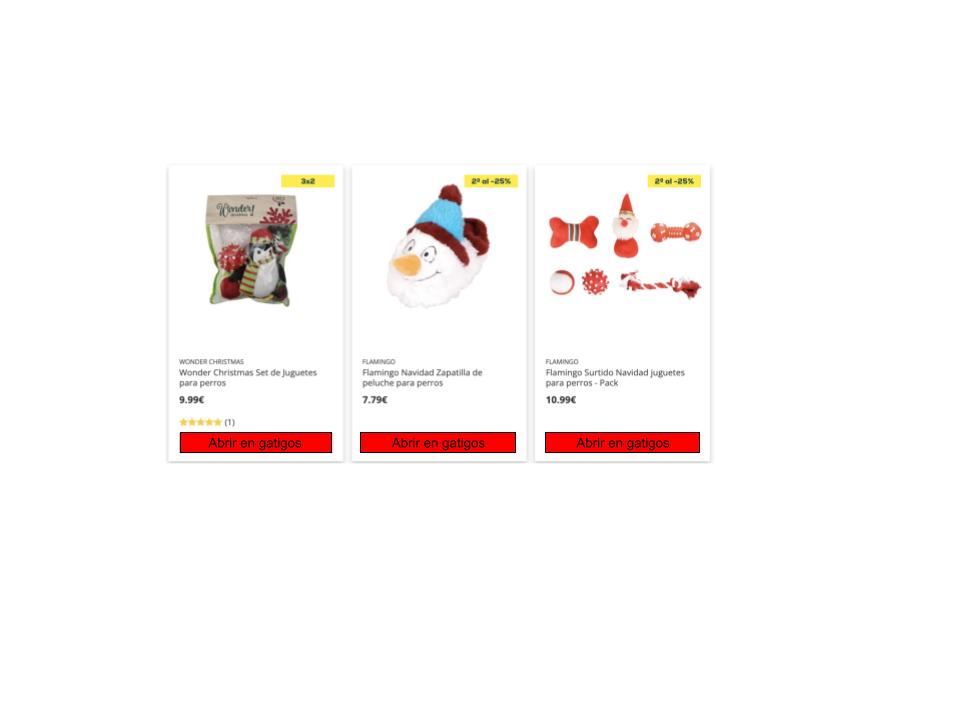 3x2
2º al -25%
2º al -25%
Wonder!
WONDER CHRISTMAS
Wonder Christmas Set de Juguetes
para perros
9.99€
(1)
Abrir en gatigos
FLAMINGO
Flamingo Navidad Zapatilla de
peluche para perros
7.79€
Abrir en gatigos
FLAMINGO
Flamingo Surtido Navidad juguetes
para perros - Pack
10.99€
Abrir en gatigos